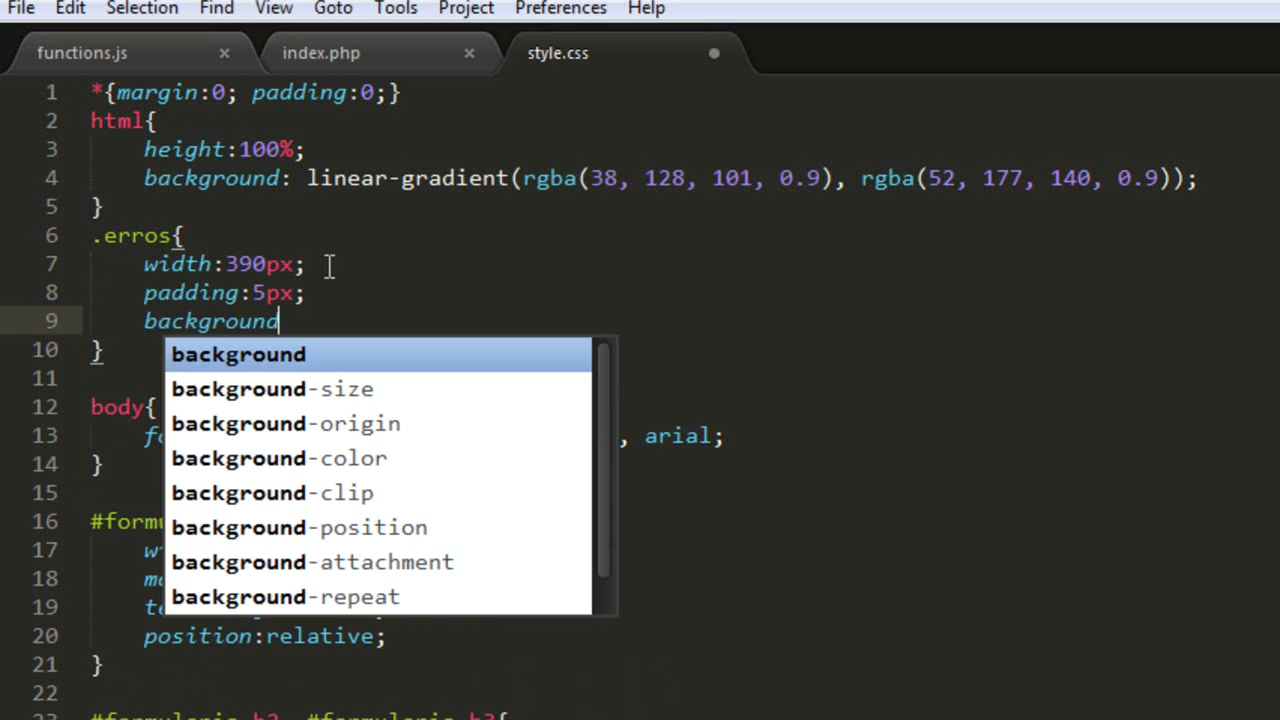 File Edit Selection Find View Goto Tools Project Preferences Help
functions.js × index.php × style.css
1 *{margin:0; padding:0;}
2 html{
3 height:100%;
4 background: linear-gradient(rgba(38, 128, 101, 0.9), rgba(52, 177, 140, 0.9));
5 }
6 .erros{
7 width:390px;
8 padding:5px;
9 background
10 }
background
11
background-size
12 body{
background-origin
13 , arial;
14 }
background-color
15
background-clip
16
background-position
17
background-attachment
18
19
background-repeat
20 position:relative;
21 }
22